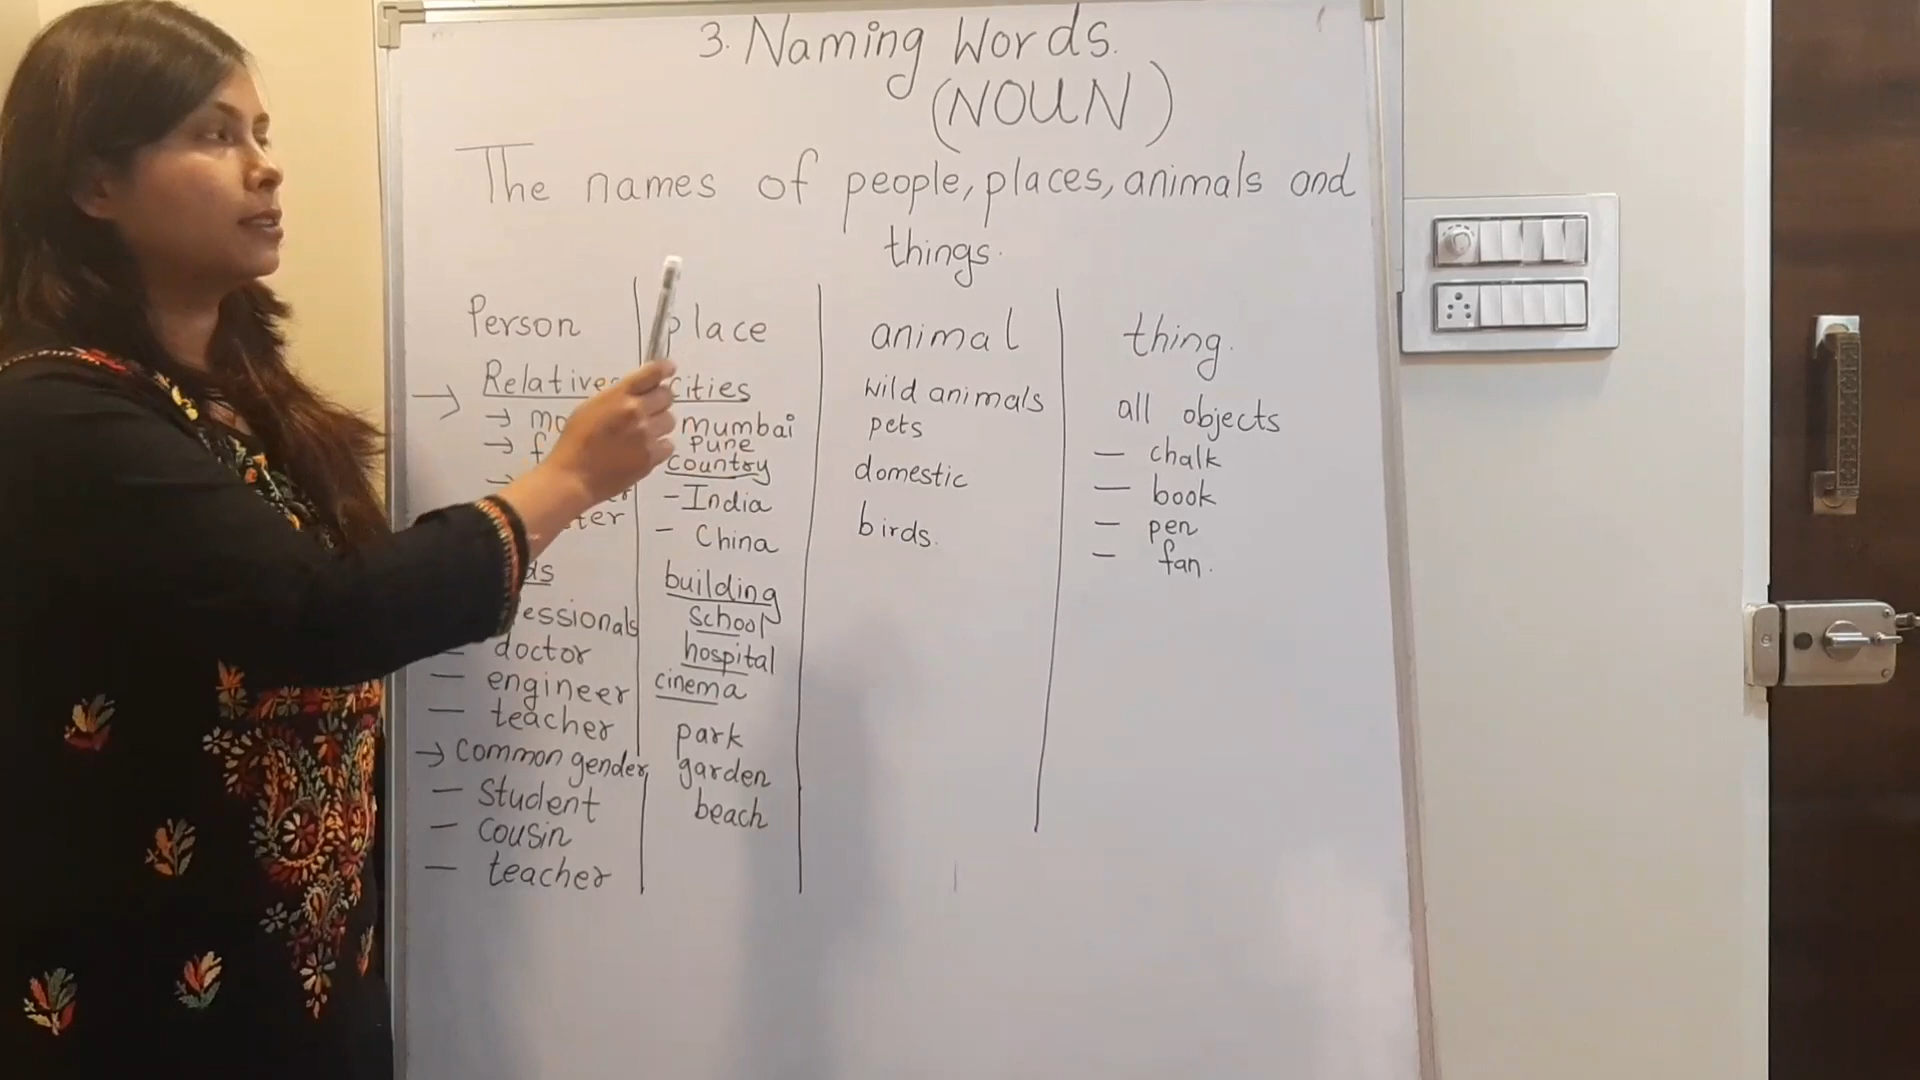 3. Naming Words.
(NOUN)
The names of people, places, animals and
things.
Person
Relatives
→
→
→
→ Common gender
— doctor
— engineer
— teacher
— Student
— Cousin
— teacher
place
cities
mumbai
Pune
Country
- India
- China
building
School
hospital
cinema
park
garden
beach
animal
wild animals
pets
domestic
birds.
thing.
all objects
— chalk
— book
— pen
— fan.